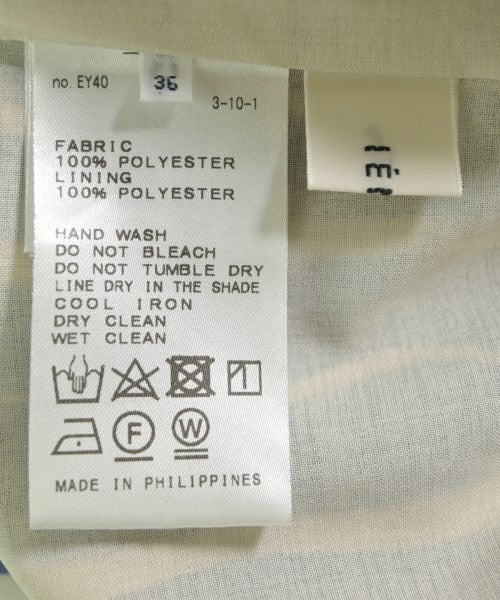 no. EY40
36
3-10-1
FABRIC
100% POLYESTER
LINING
100% POLYESTER
HAND WASH
DO NOT BLEACH
DO NOT TUMBLE DRY
LINE DRY IN THE SHADE
COOL IRON
DRY CLEAN
WET CLEAN
F
W
MADE IN PHILIPPINES